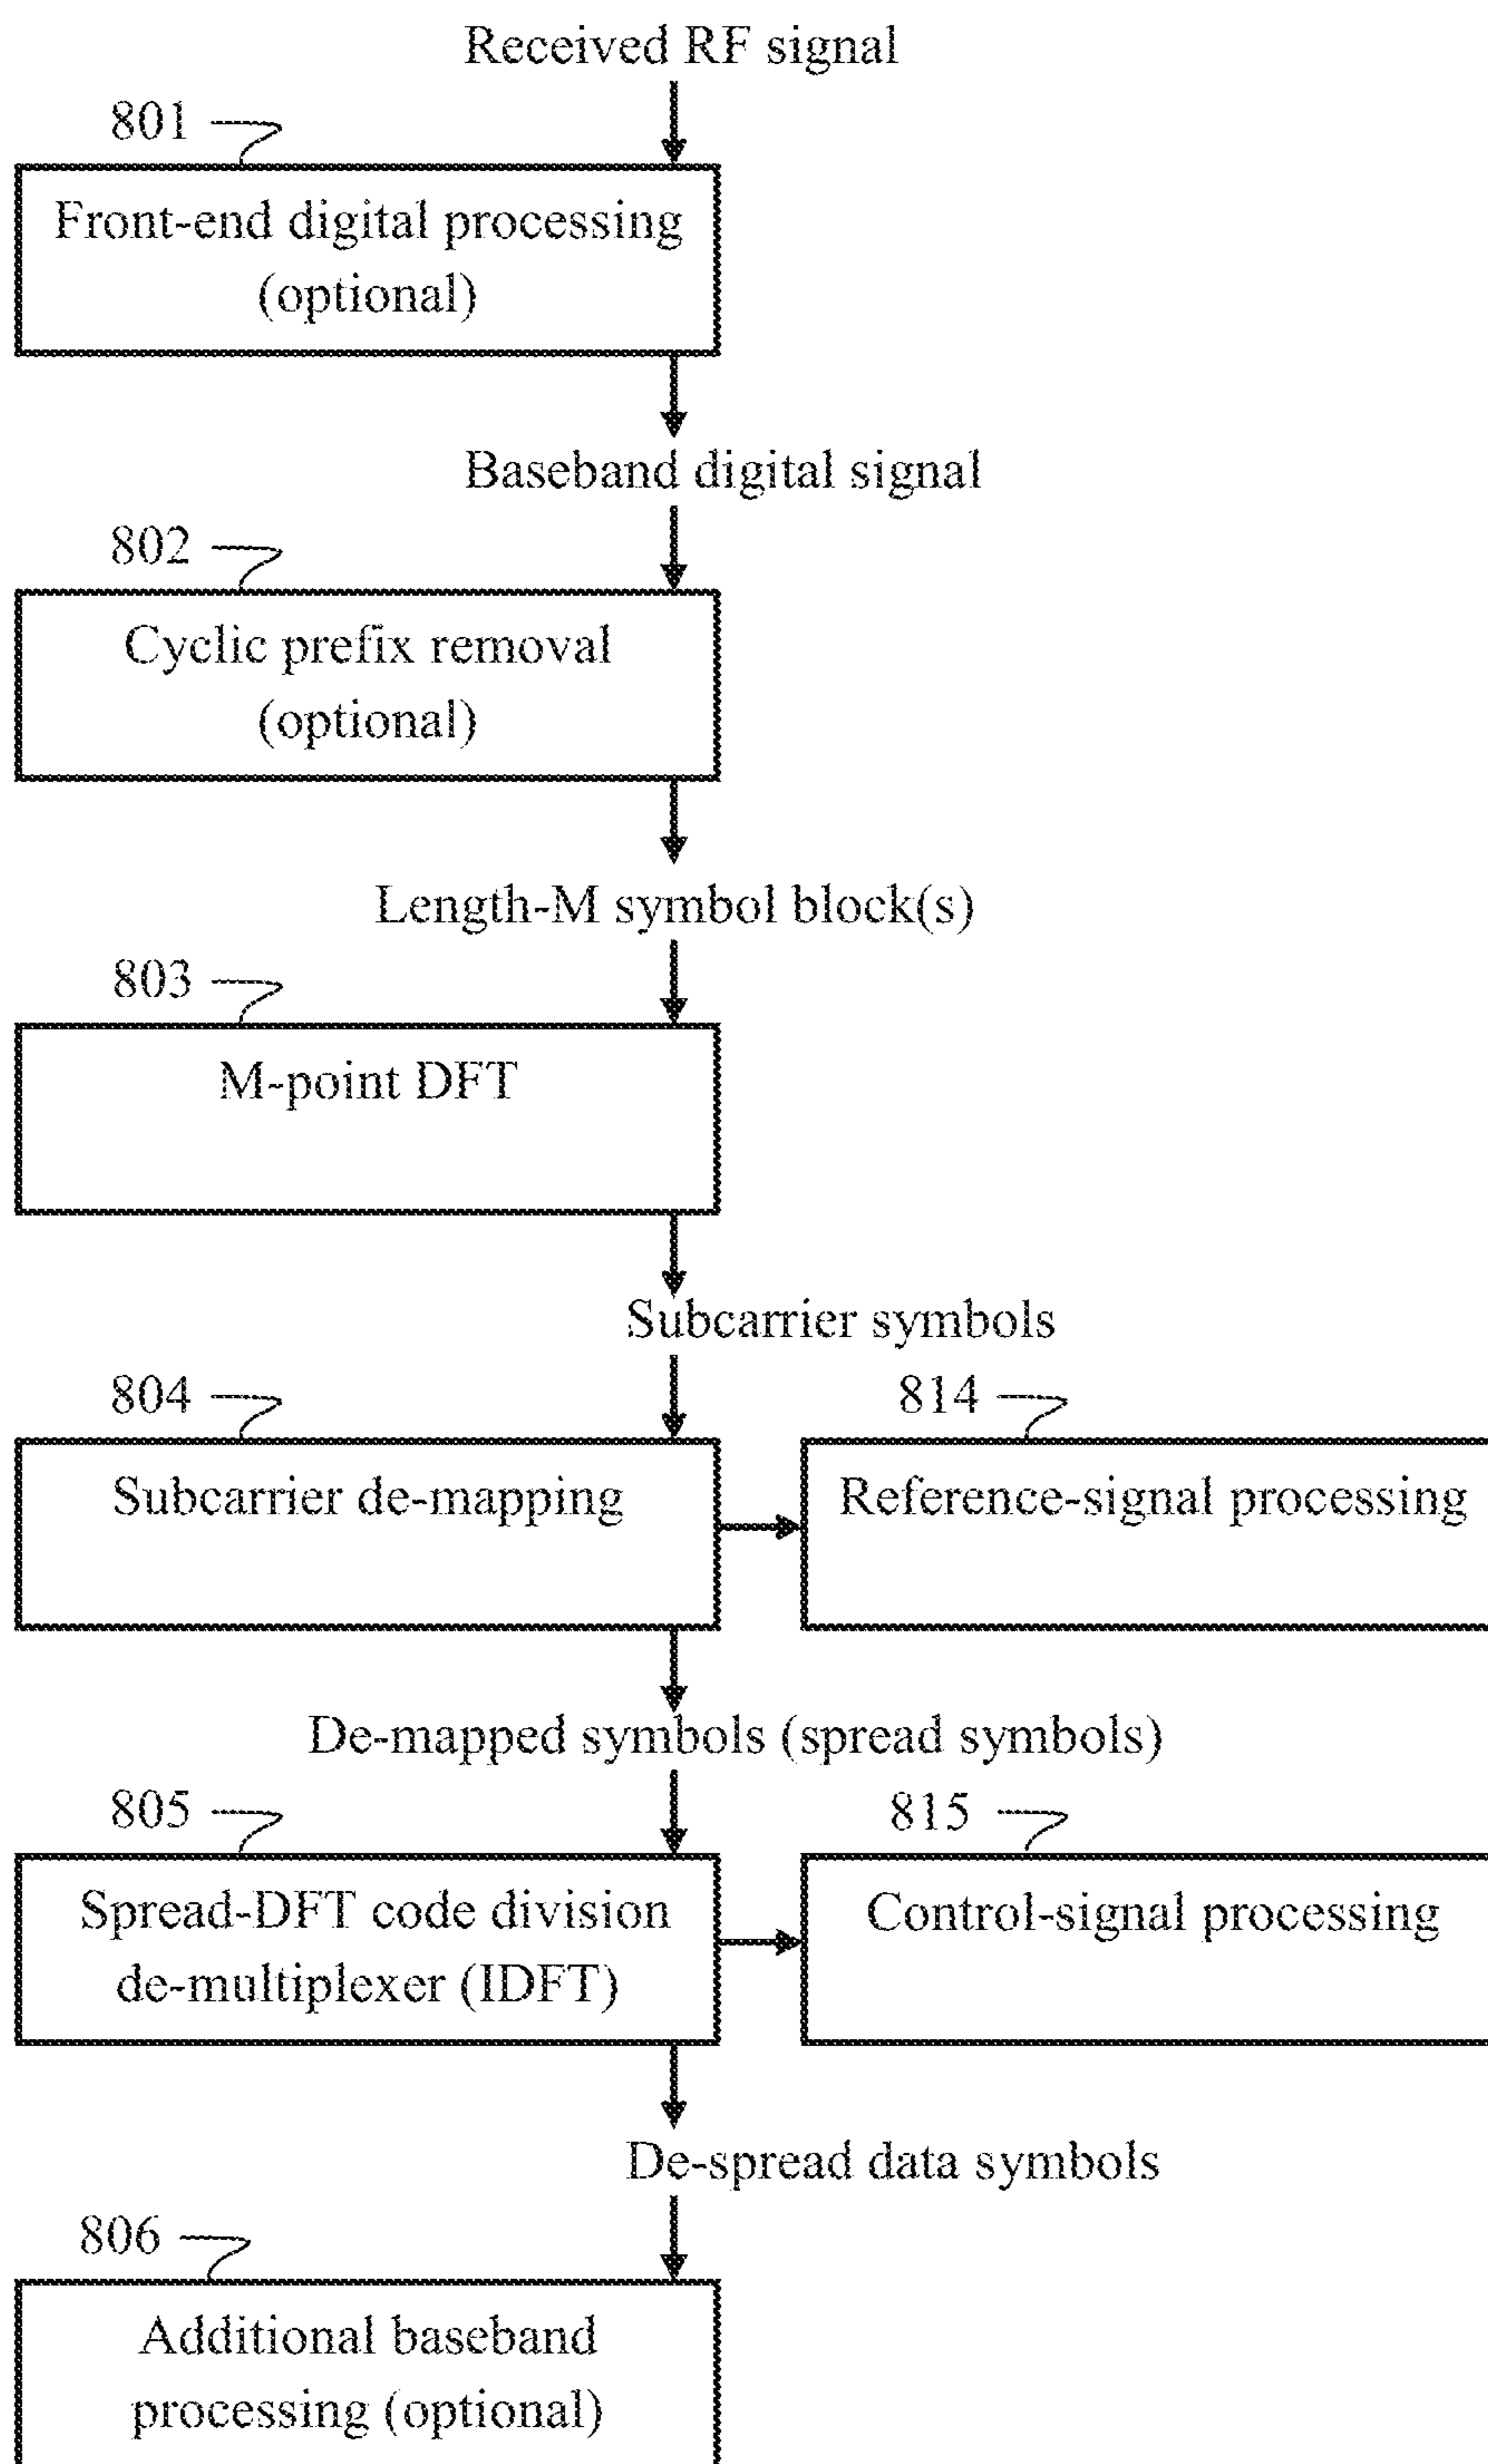 Received RF signal
801
Front-end digital processing
(optional)
Baseband digital signal
802
Cyclic prefix removal
(optional)
Length-M symbol block(s)
803
M-point DFT
Subcarrier symbols
804
814
Subcarrier de-mapping
Reference-signal processing
De-mapped symbols (spread symbols)
805
815
Spread-DFT code division
de-multiplexer (IDFT)
Control-signal processing
De-spread data symbols
806
Additional baseband
processing (optional)